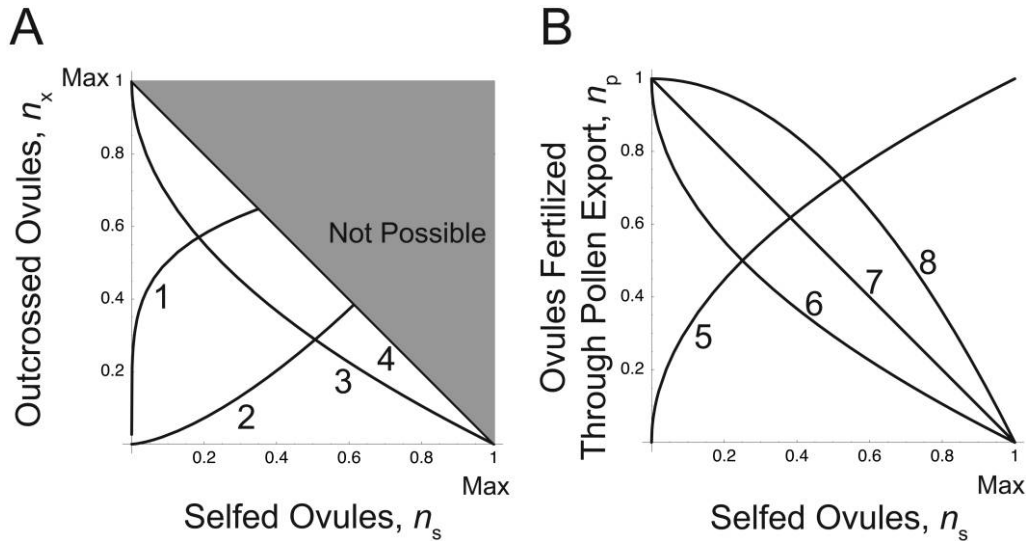 A
Max 1
0.8
0.6
0.4
0.2
0.2
0.4
0.6
0.8
1
Max
Outcrossed Ovules, nx
Selfed Ovules, ns
Not Possible
1
2
3
4
B
1
0.8
0.6
0.4
0.2
0.2
0.4
0.6
0.8
1
Max
Ovules Fertilized
Through Pollen Export, np
Selfed Ovules, ns
5
6
7
8